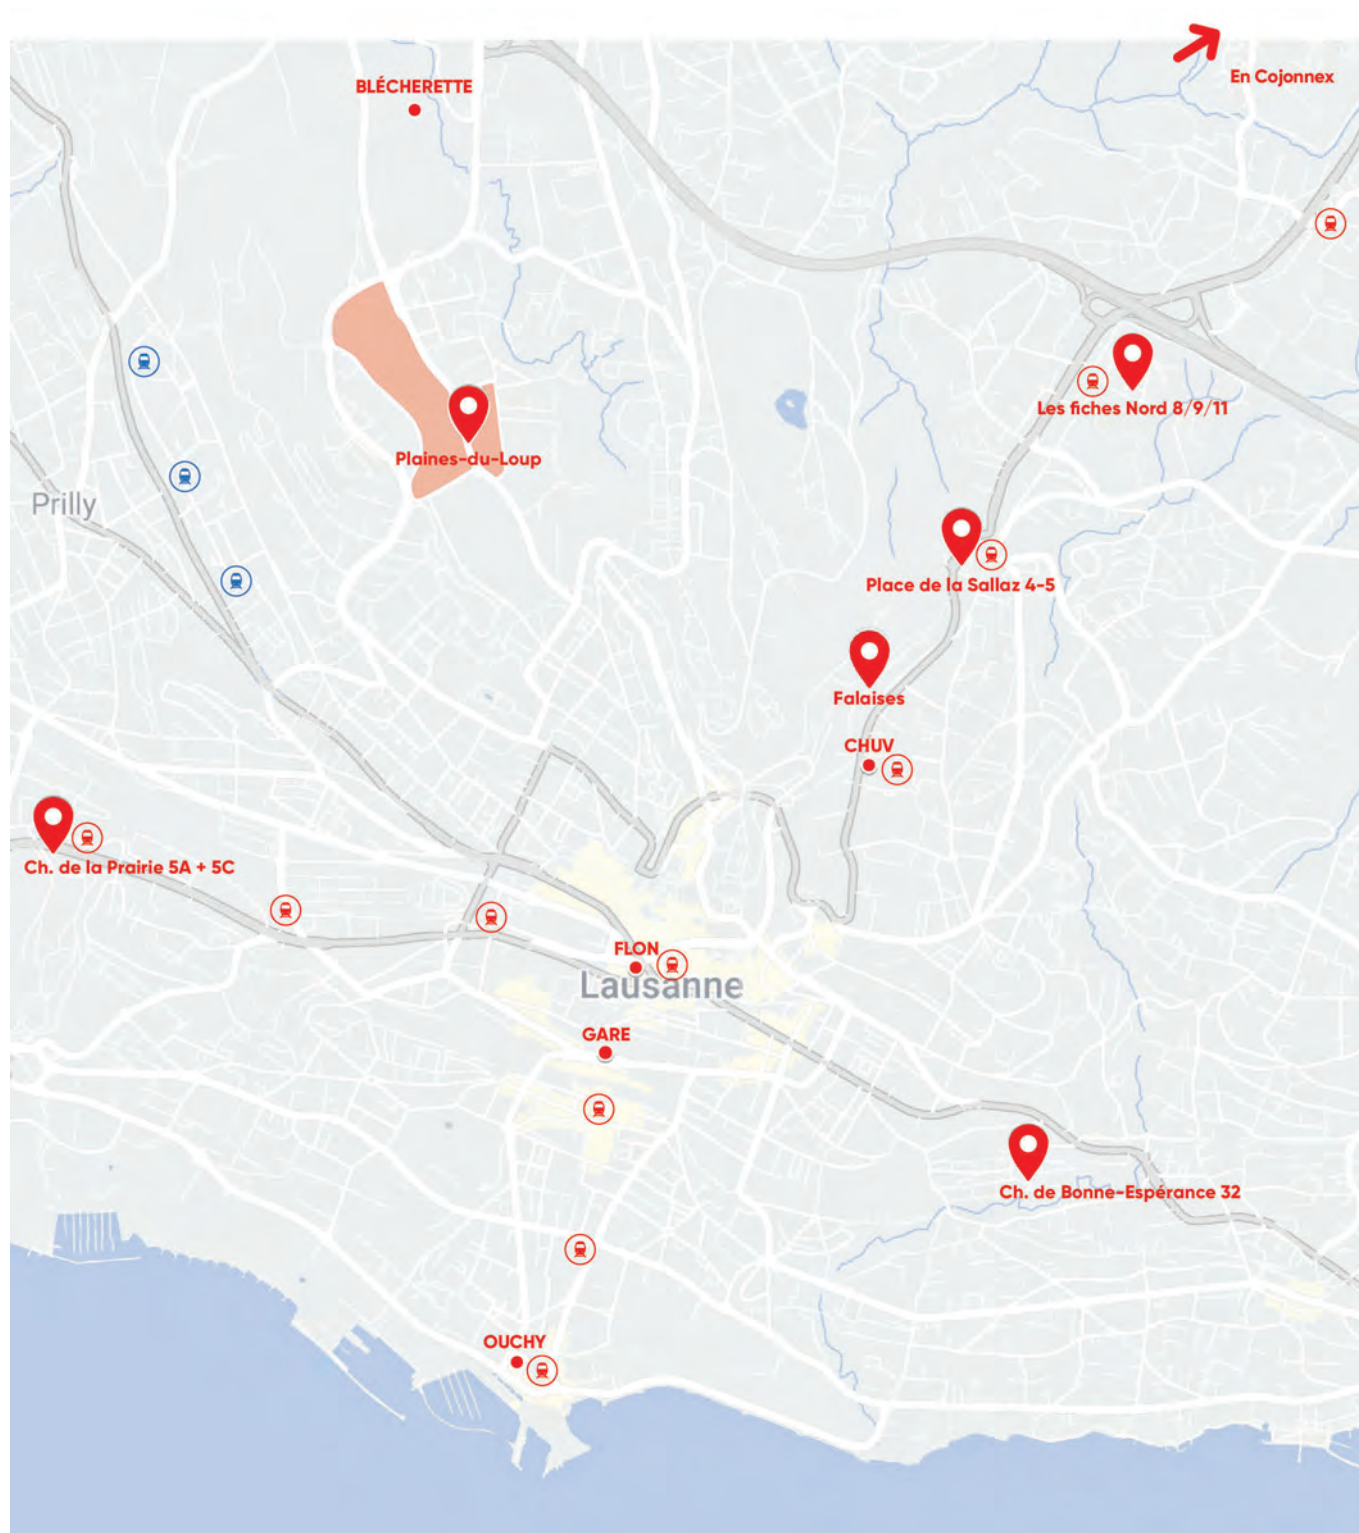 En Cojonnex
BLÉCHERETTE
Les fiches Nord 8/9/11
Plaines-du-Loup
Prilly
Place de la Sallaz 4-5
Falaises
CHUV
Ch. de la Prairie 5A + 5C
FLON
Lausanne
GARE
Ch. de Bonne-Espérance 32
OUCHY